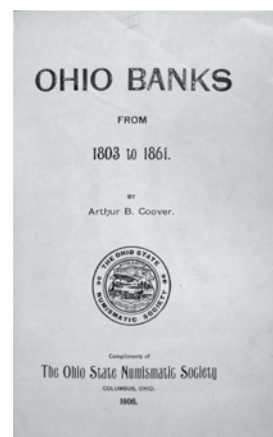 OHIO BANKS
FROM
1803 to 1861.
BY
Arthur B. Coover.
THE OHIO STATE
NUMISMATIC SOCIETY
Compliments of
The Ohio State Numismatic Society
COLUMBUS, OHIO.
1906.